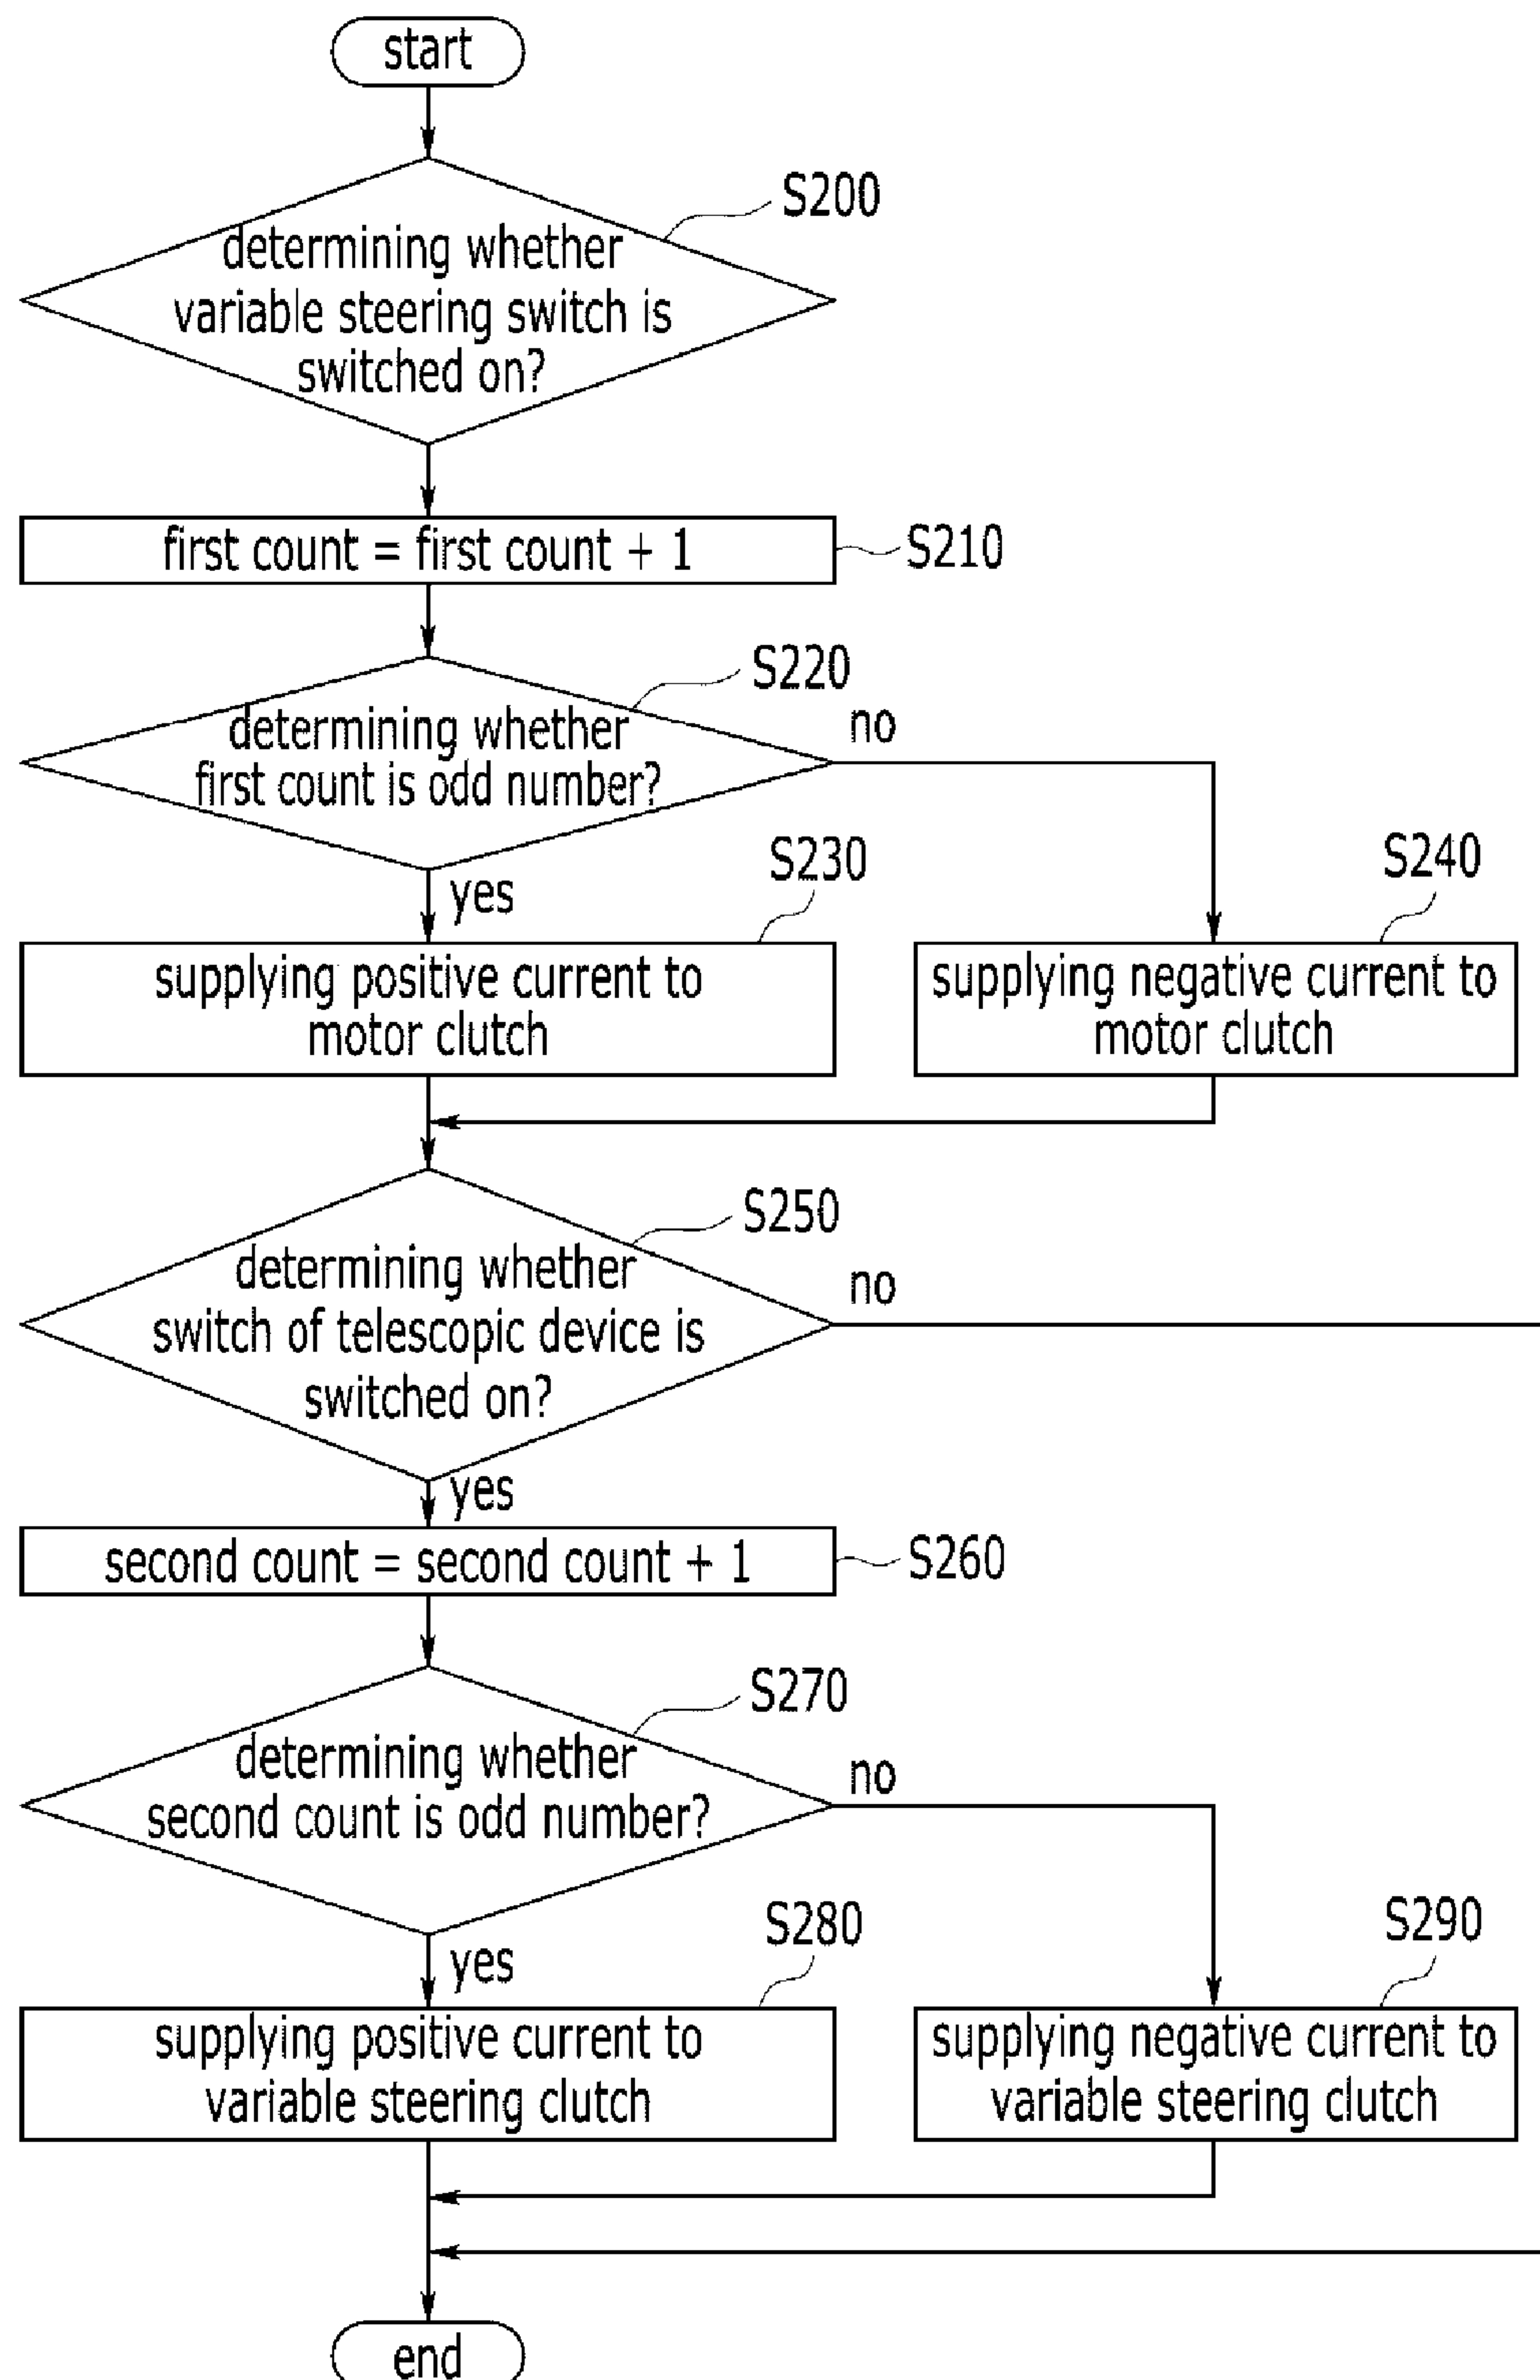 start
S200
determining whether
variable steering switch is
switched on?
first count = first count + 1
S210
S220
determining whether
first count is odd number?
no
yes
S230
S240
supplying positive current to
motor clutch
supplying negative current to
motor clutch
S250
determining whether
switch of telescopic device is
switched on?
no
yes
second count = second count + 1
S260
S270
determining whether
second count is odd number?
no
yes
S280
S290
supplying positive current to
variable steering clutch
supplying negative current to
variable steering clutch
end